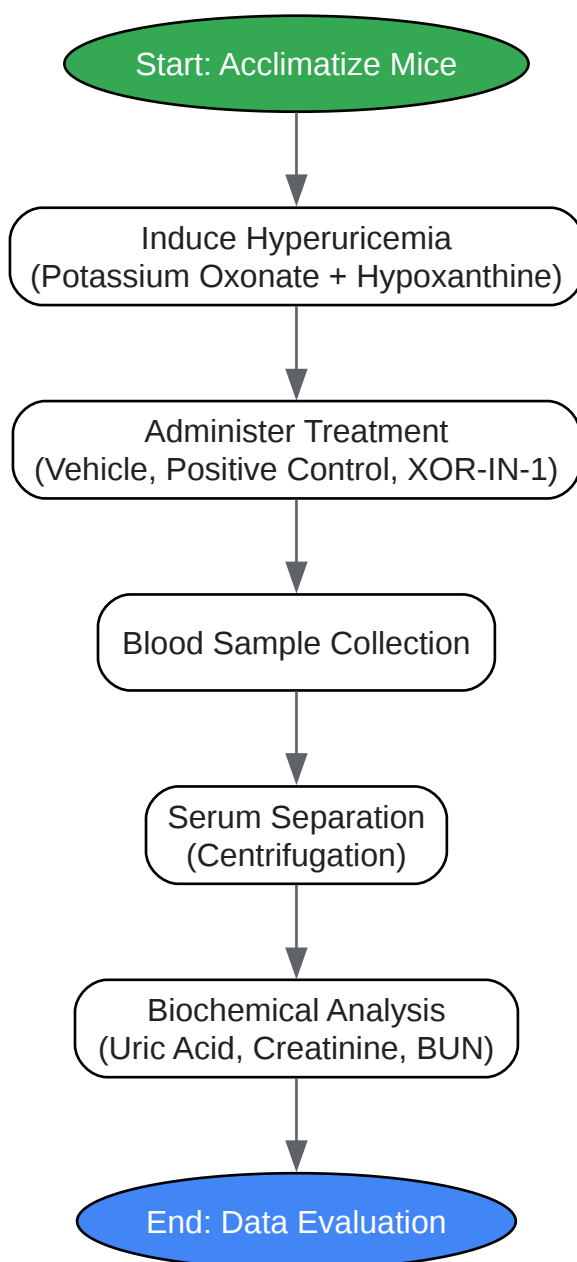 Start: Acclimatize Mice
Induce Hyperuricemia
(Potassium Oxonate + Hypoxanthine)
Administer Treatment
(Vehicle, Positive Control, XOR-IN-1)
Blood Sample Collection
Serum Separation
(Centrifugation)
Biochemical Analysis
(Uric Acid, Creatinine, BUN)
End: Data Evaluation